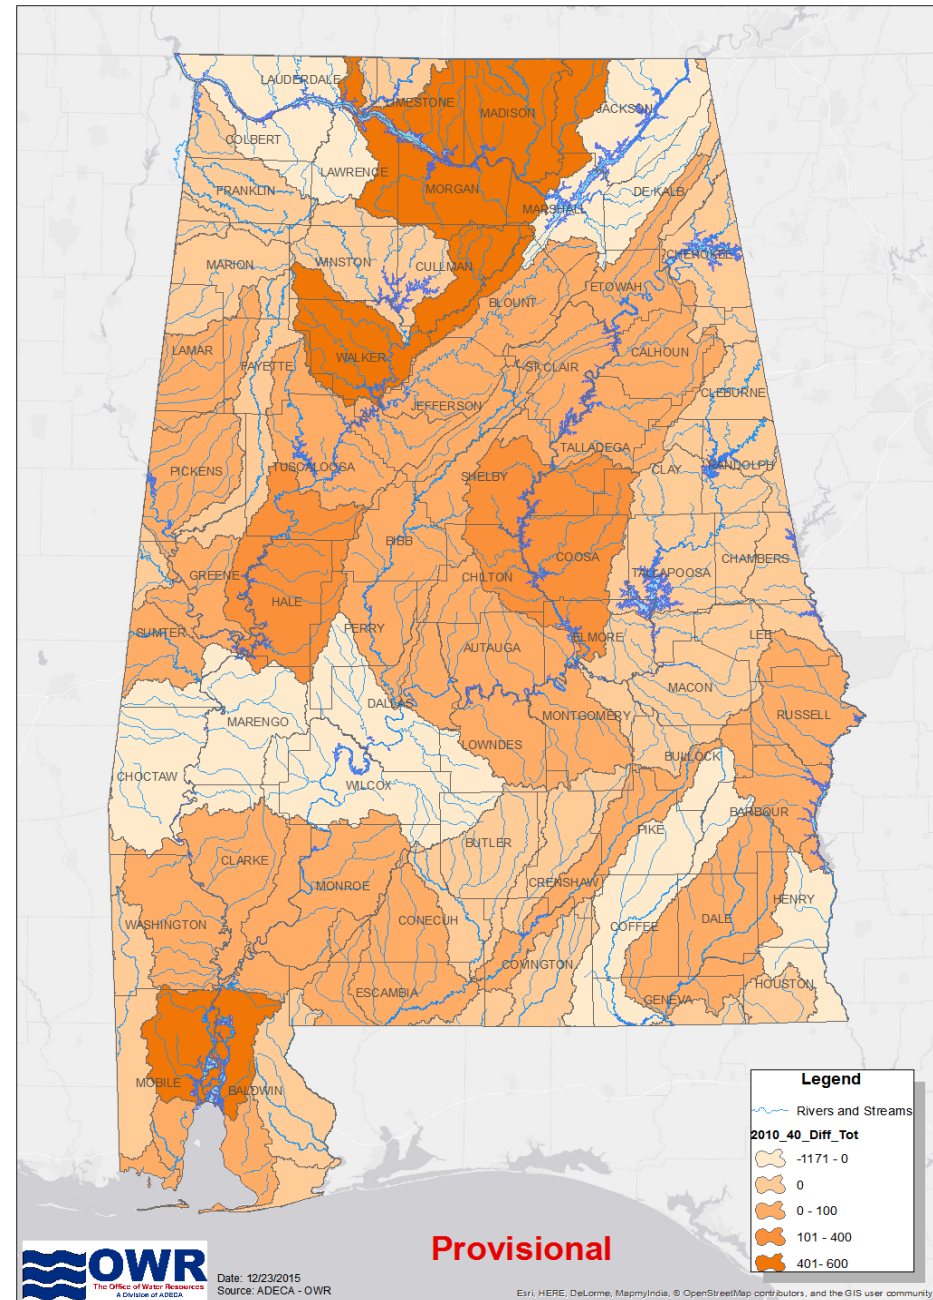 LAUDERDALE
LIMESTONE
MADISON
JACKSON
COLBERT
LAWRENCE
FRANKLIN
MORGAN
DE KALB
MARSHALL
MARION
WINSTON
CULLMAN
CHEROKEE
ETOWAH
BLOUNT
LAMAR
WALKER
CALHOUN
FAYETTE
ST CLAIR
CLEBURNE
JEFFERSON
TALLADEGA
PICKENS
TUSCALOOSA
SHELBY
CLAY
RANDOLPH
BIBB
COOSA
CHAMBERS
GREENE
CHILTON
TALLAPOOSA
HALE
PERRY
SUMTER
AUTAUGA
ELMORE
LEE
MACON
DALLAS
MONTGOMERY
RUSSELL
MARENGO
LOWNDES
BULLOCK
CHOCTAW
WILCOX
BARBOUR
PIKE
BUTLER
CLARKE
CRENSHAW
MONROE
HENRY
CONECUH
DALE
WASHINGTON
COFFEE
COVINGTON
HOUSTON
ESCAMBIA
GENEVA
MOBILE
BALDWIN
Legend
Rivers and Streams
2010_40_Diff_Tot
-1171 - 0
0
0 - 100
101 - 400
401- 600
Provisional
OWR
The Office of Water Resources
A Division of ADECA
Date: 12/23/2015
Source: ADECA - OWR
Esri, HERE, DeLorme, MapmyIndia, © OpenStreetMap contributors, and the GIS user community